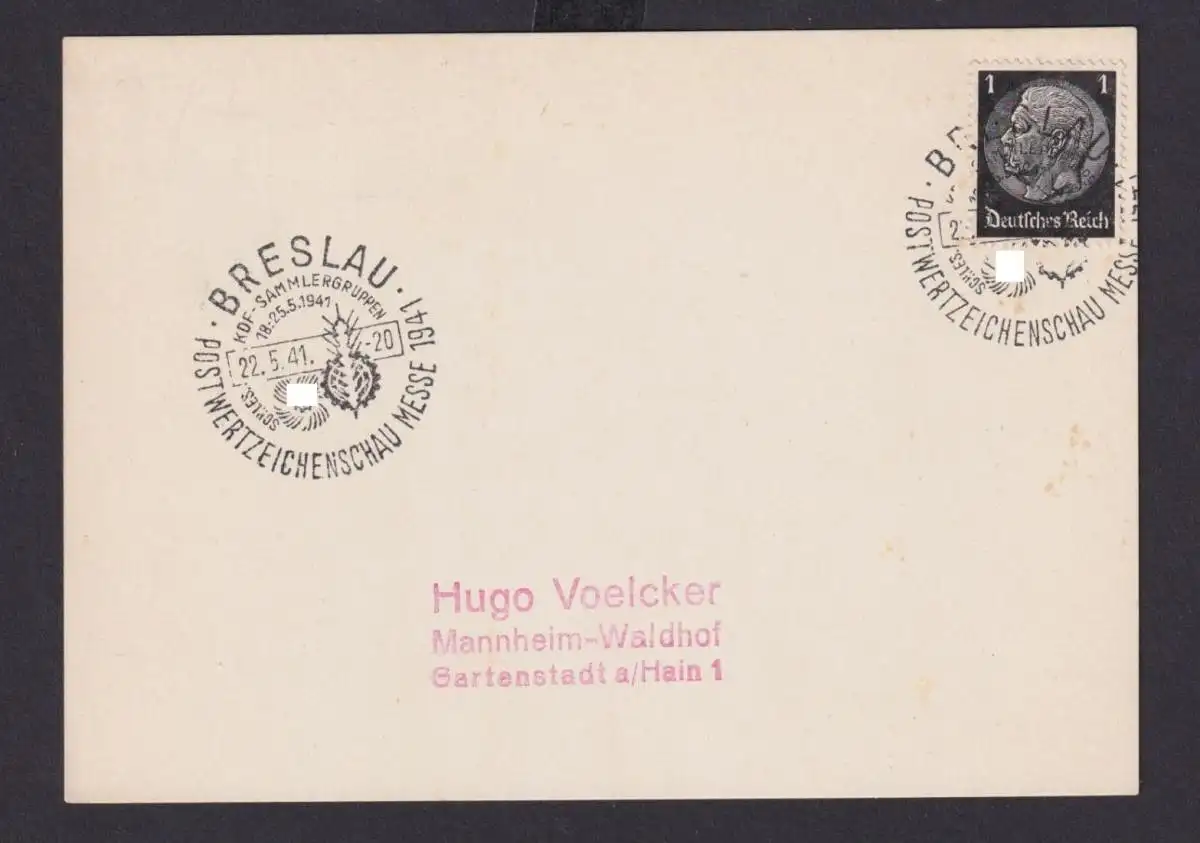 1 1
Deutsches Reich
POSTWERTZEICHENSCHAU MESSE
BRESLAU
KDF-SAMMLERGRUPPEN
18.-25.5.1941
22.5.41. -20
SCHLES.
POSTWERTZEICHENSCHAU MESSE 1941
Hugo Voelcker
Mannheim-Waldhof
Gartenstadt a/Hain 1